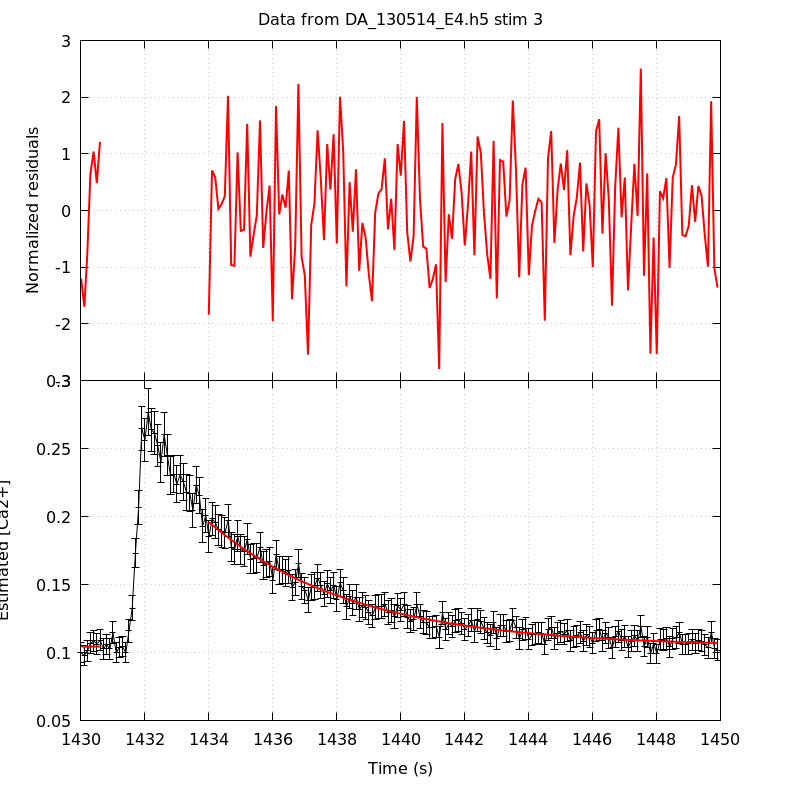 Data from DA_130514_E4.h5 stim 3
Normalized residuals
3
2
1
0
-1
-2
-3
Estimated [Ca2+]
0.3
0.25
0.2
0.15
0.1
0.05
1430 1432 1434 1436 1438 1440 1442 1444 1446 1448 1450
Time (s)